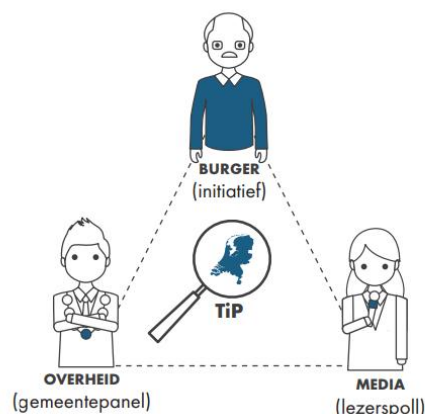 BURGER
(initiatief)
TiP
OVERHEID
(gemeentepanel)
MEDIA
(lezerspoll)